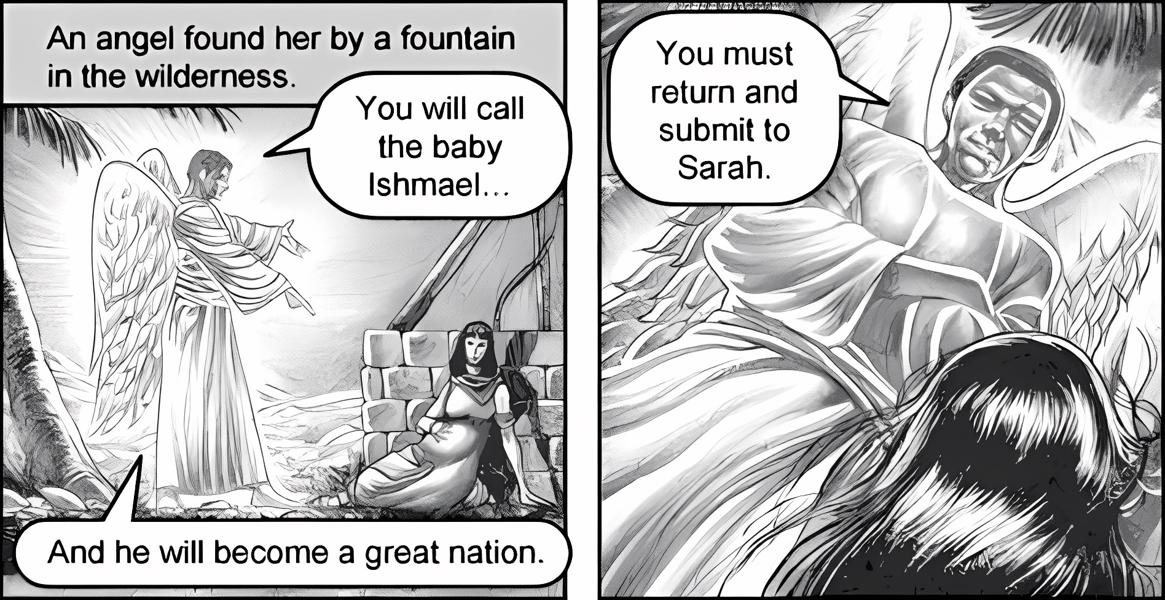 An angel found her by a fountain
in the wilderness.
You will call
the baby
Ishmael...
And he will become a great nation.
You must
return and
submit to
Sarah.